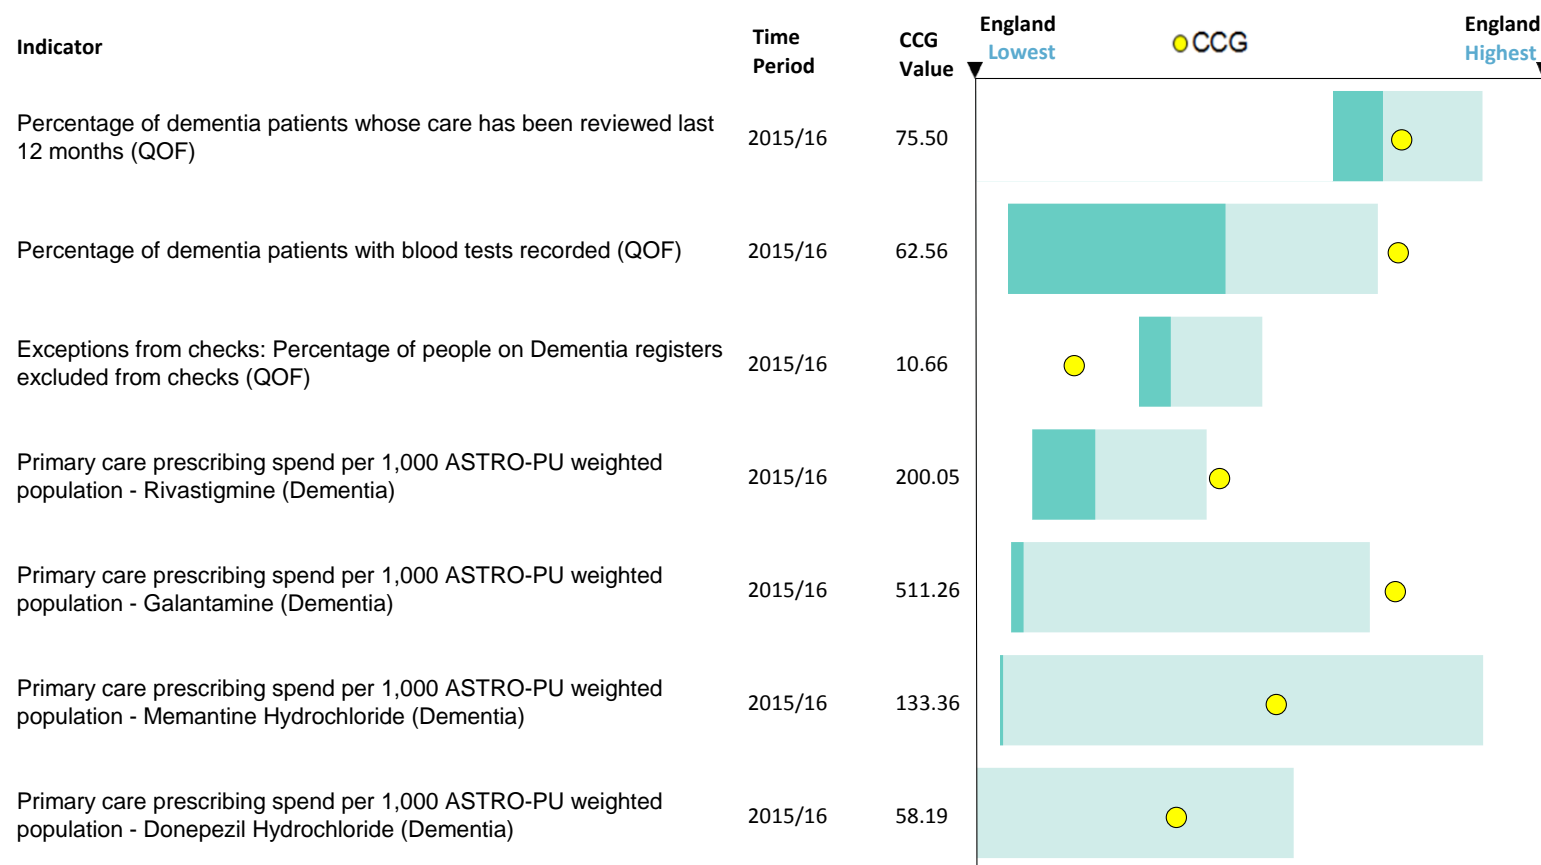 Indicator
Time
Period
CCG
Value
England
Lowest
CCG
England
Highest
Percentage of dementia patients whose care has been reviewed last
12 months (QOF)
2015/16
75.50
Percentage of dementia patients with blood tests recorded (QOF)
2015/16
62.56
Exceptions from checks: Percentage of people on Dementia registers
excluded from checks (QOF)
2015/16
10.66
Primary care prescribing spend per 1,000 ASTRO-PU weighted
population - Rivastigmine (Dementia)
2015/16
200.05
Primary care prescribing spend per 1,000 ASTRO-PU weighted
population - Galantamine (Dementia)
2015/16
511.26
Primary care prescribing spend per 1,000 ASTRO-PU weighted
population - Memantine Hydrochloride (Dementia)
2015/16
133.36
Primary care prescribing spend per 1,000 ASTRO-PU weighted
population - Donepezil Hydrochloride (Dementia)
2015/16
58.19